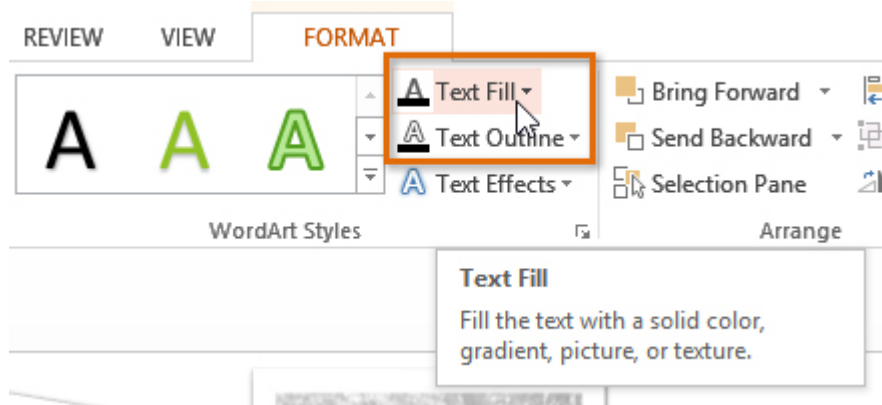 REVIEW VIEW FORMAT
A A A
Text Fill
Text Outline
Text Effects
Bring Forward
Send Backward
Selection Pane
WordArt Styles
Arrange
Text Fill
Fill the text with a solid color,
gradient, picture, or texture.